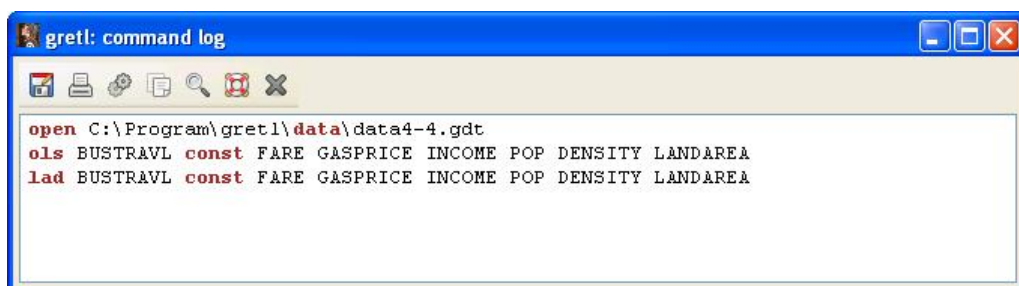 gretl: command log
open C:\Program\gretl\data\data4-4.gdt
ols BUSTRAVL const FARE GASPRICE INCOME POP DENSITY LANDAREA
lad BUSTRAVL const FARE GASPRICE INCOME POP DENSITY LANDAREA